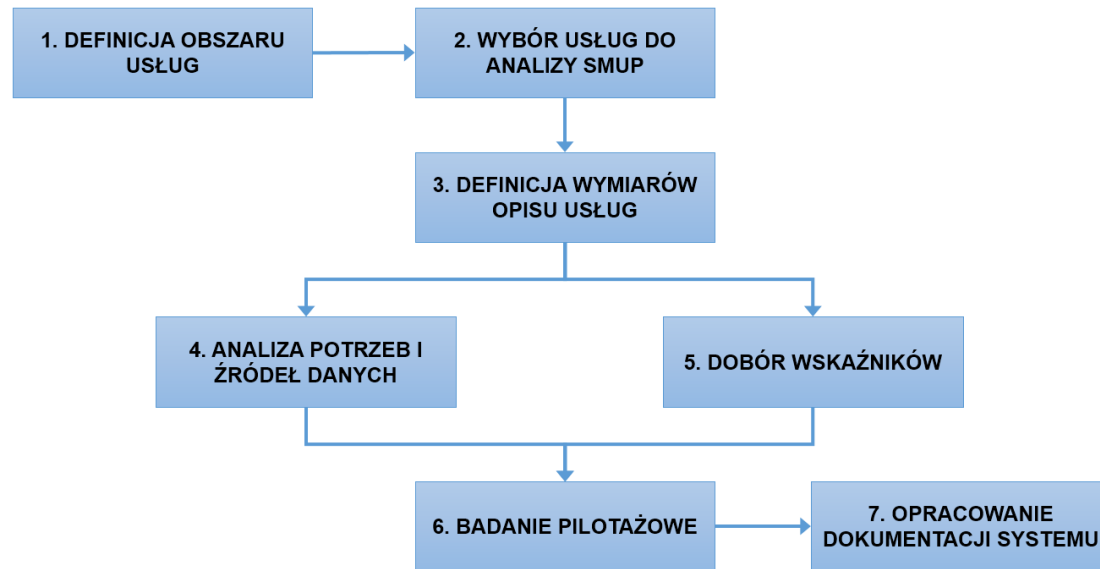 1. DEFINICJA OBSZARU
USŁUG
2. WYBÓR USŁUG DO
ANALIZY SMUP
3. DEFINICJA WYMIARÓW
OPISU USŁUG
4. ANALIZA POTRZEB I
ŹRÓDEŁ DANYCH
5. DOBÓR WSKAŹNIKÓW
6. BADANIE PILOTAŻOWE
7. OPRACOWANIE
DOKUMENTACJI SYSTEMU